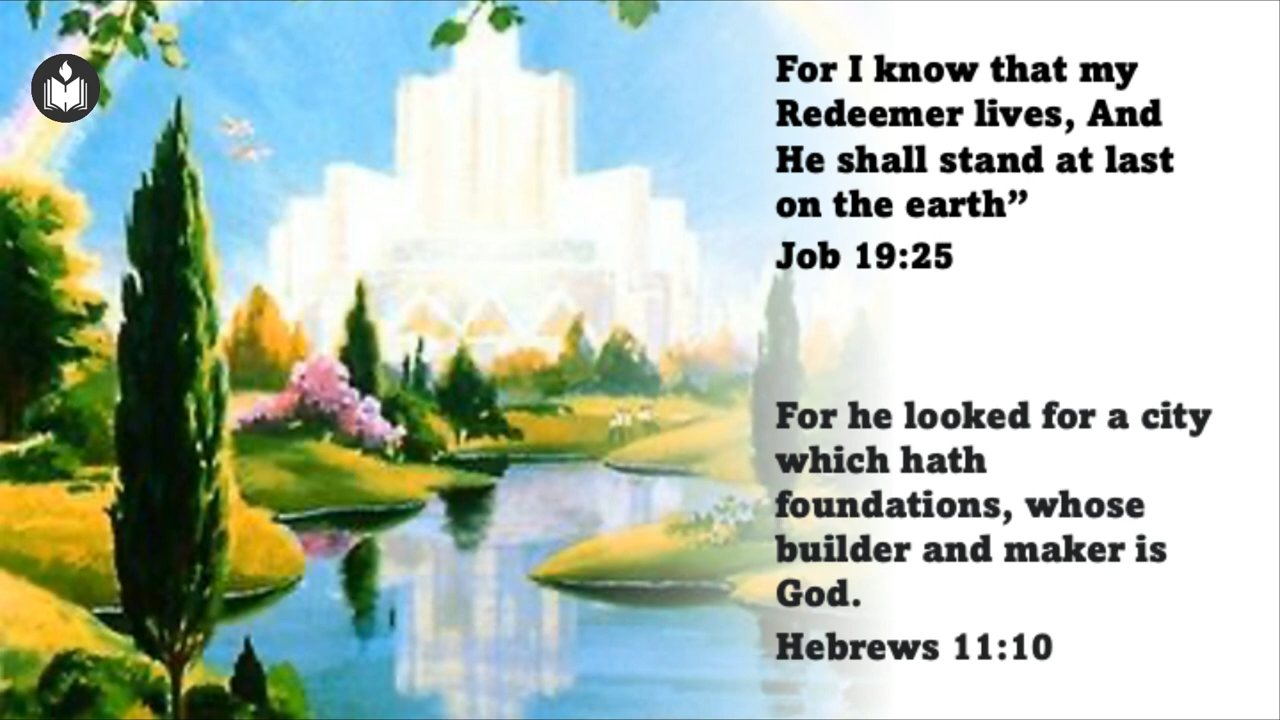 For I know that my
Redeemer lives, And
He shall stand at last
on the earth”
Job 19:25
For he looked for a city
which hath
foundations, whose
builder and maker is
God.
Hebrews 11:10